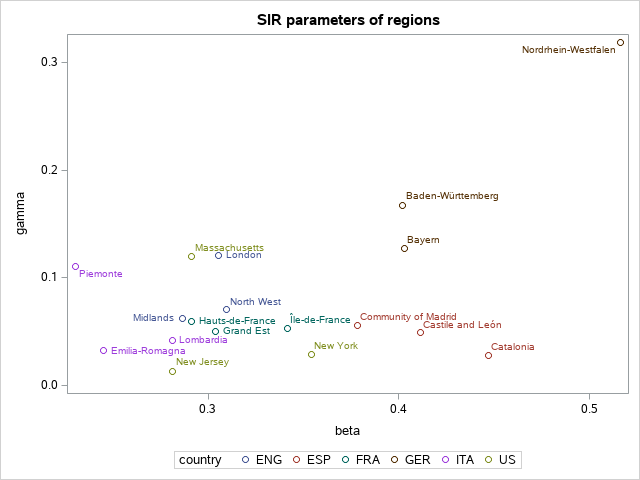 SIR parameters of regions
gamma
0.3
0.2
0.1
0.0
Nordrhein-Westfalen
Baden-Württemberg
Bayern
Massachusetts
London
Piemonte
North West
Midlands
Hauts-de-France
Île-de-France
Community of Madrid
Grand Est
Castile and León
Lombardia
Emilia-Romagna
New York
Catalonia
New Jersey
0.3
0.4
0.5
beta
country ENG ESP FRA GER ITA US